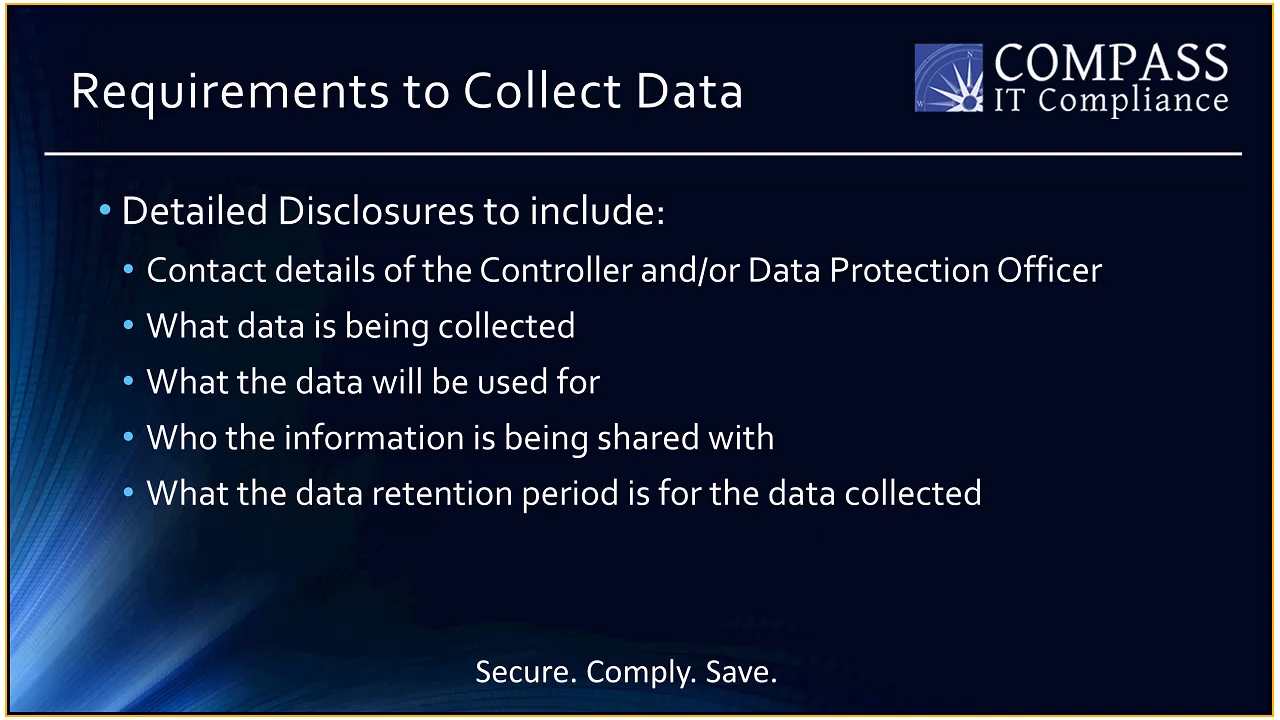 Requirements to Collect Data
COMPASS
IT Compliance
N
W
• Detailed Disclosures to include:
• Contact details of the Controller and/or Data Protection Officer
• What data is being collected
• What the data will be used for
• Who the information is being shared with
• What the data retention period is for the data collected
Secure. Comply. Save.